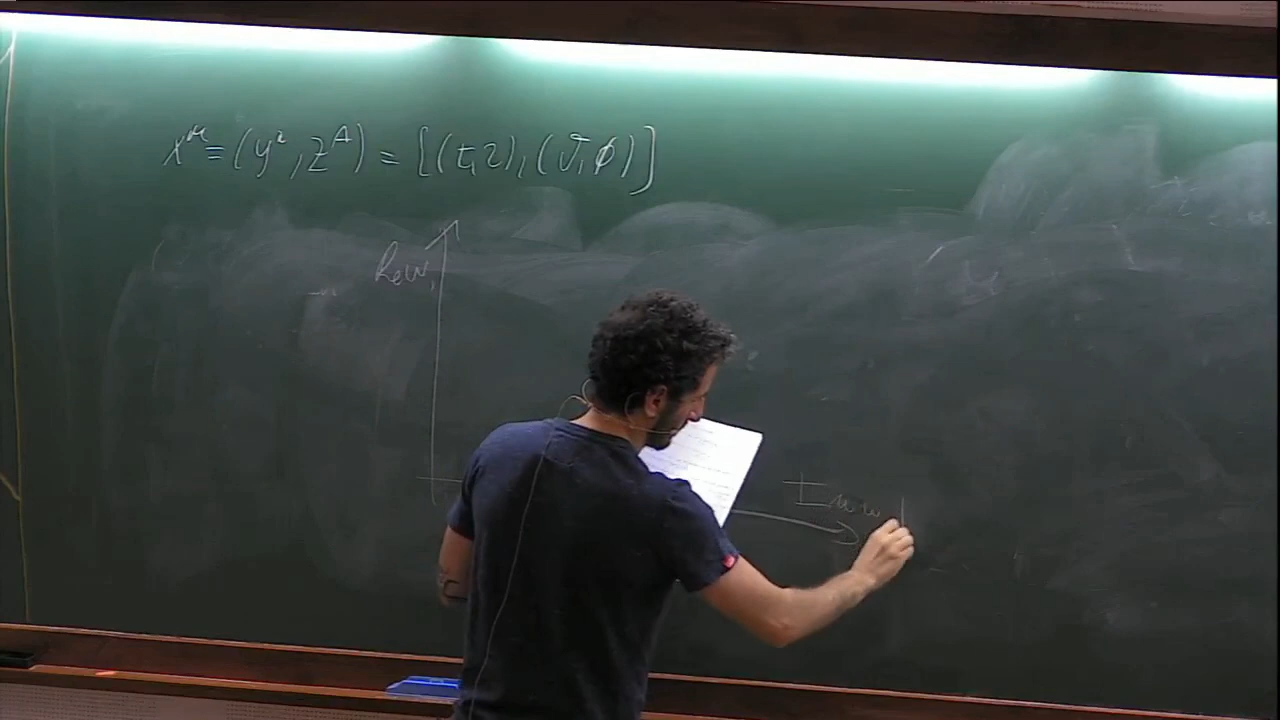 x^μ = (y^a, z^A) = [(t, r), (ϑ, φ)]
Re ω
Im ω